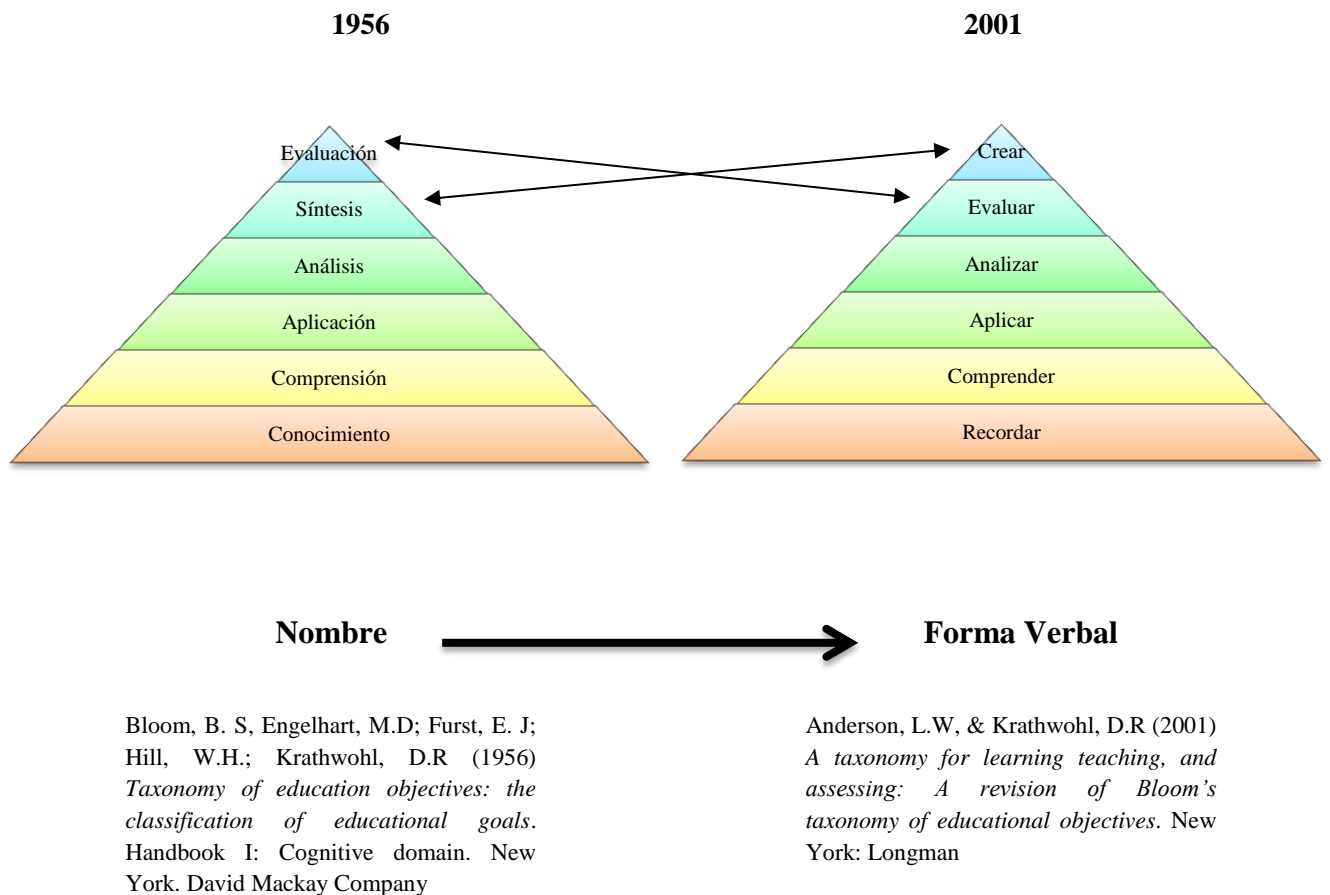 1956
2001
Evaluación
Síntesis
Análisis
Aplicación
Comprensión
Conocimiento
Crear
Evaluar
Analizar
Aplicar
Comprender
Recordar
Nombre
Forma Verbal
Bloom, B. S, Engelhart, M.D; Furst, E. J;
Hill, W.H.; Krathwohl, D.R (1956)
Taxonomy of education objectives: the
classification of educational goals.
Handbook I: Cognitive domain. New
York. David Mackay Company
Anderson, L.W, & Krathwohl, D.R (2001)
A taxonomy for learning teaching, and
assessing: A revision of Bloom’s
taxonomy of educational objectives. New
York: Longman